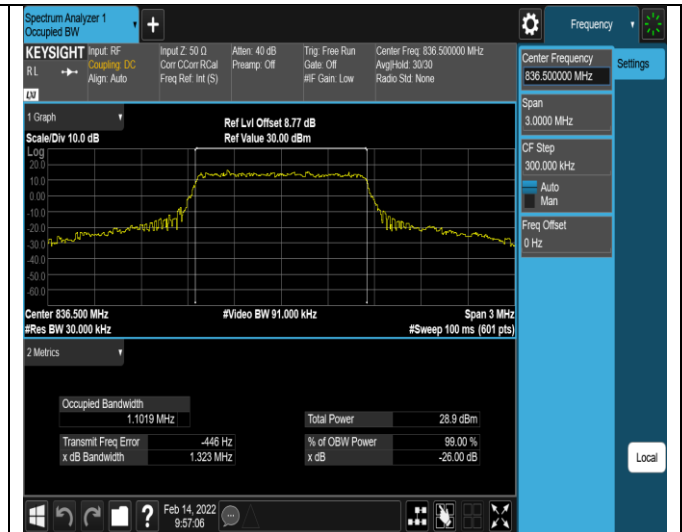 Spectrum Analyzer 1
Occupied BW
+
Frequency
KEYSIGHT
RL
LXI
Input: RF
Coupling: DC
Align: Auto
Input Z: 50 Ω
Corr CCorr RCal
Freq Ref: Int (S)
Atten: 40 dB
Preamp: Off
Trig: Free Run
Gate: Off
#IF Gain: Low
Center Freq: 836.500000 MHz
Avg|Hold: 30/30
Radio Std: None
Center Frequency
836.500000 MHz
Settings
Span
3.0000 MHz
CF Step
300.000 kHz
Auto
Man
Freq Offset
0 Hz
1 Graph
Scale/Div 10.0 dB
Ref Lvl Offset 8.77 dB
Ref Value 30.00 dBm
Log
20.0
10.0
0.00
-10.0
-20.0
-30.0
-40.0
-50.0
-60.0
Center 836.500 MHz
#Video BW 91.000 kHz
Span 3 MHz
#Res BW 30.000 kHz
#Sweep 100 ms (601 pts)
2 Metrics
Occupied Bandwidth
1.1019 MHz
Total Power 28.9 dBm
Transmit Freq Error -446 Hz
% of OBW Power 99.00 %
x dB Bandwidth 1.323 MHz
x dB -26.00 dB
Local
?
Feb 14, 2022
9:57:06